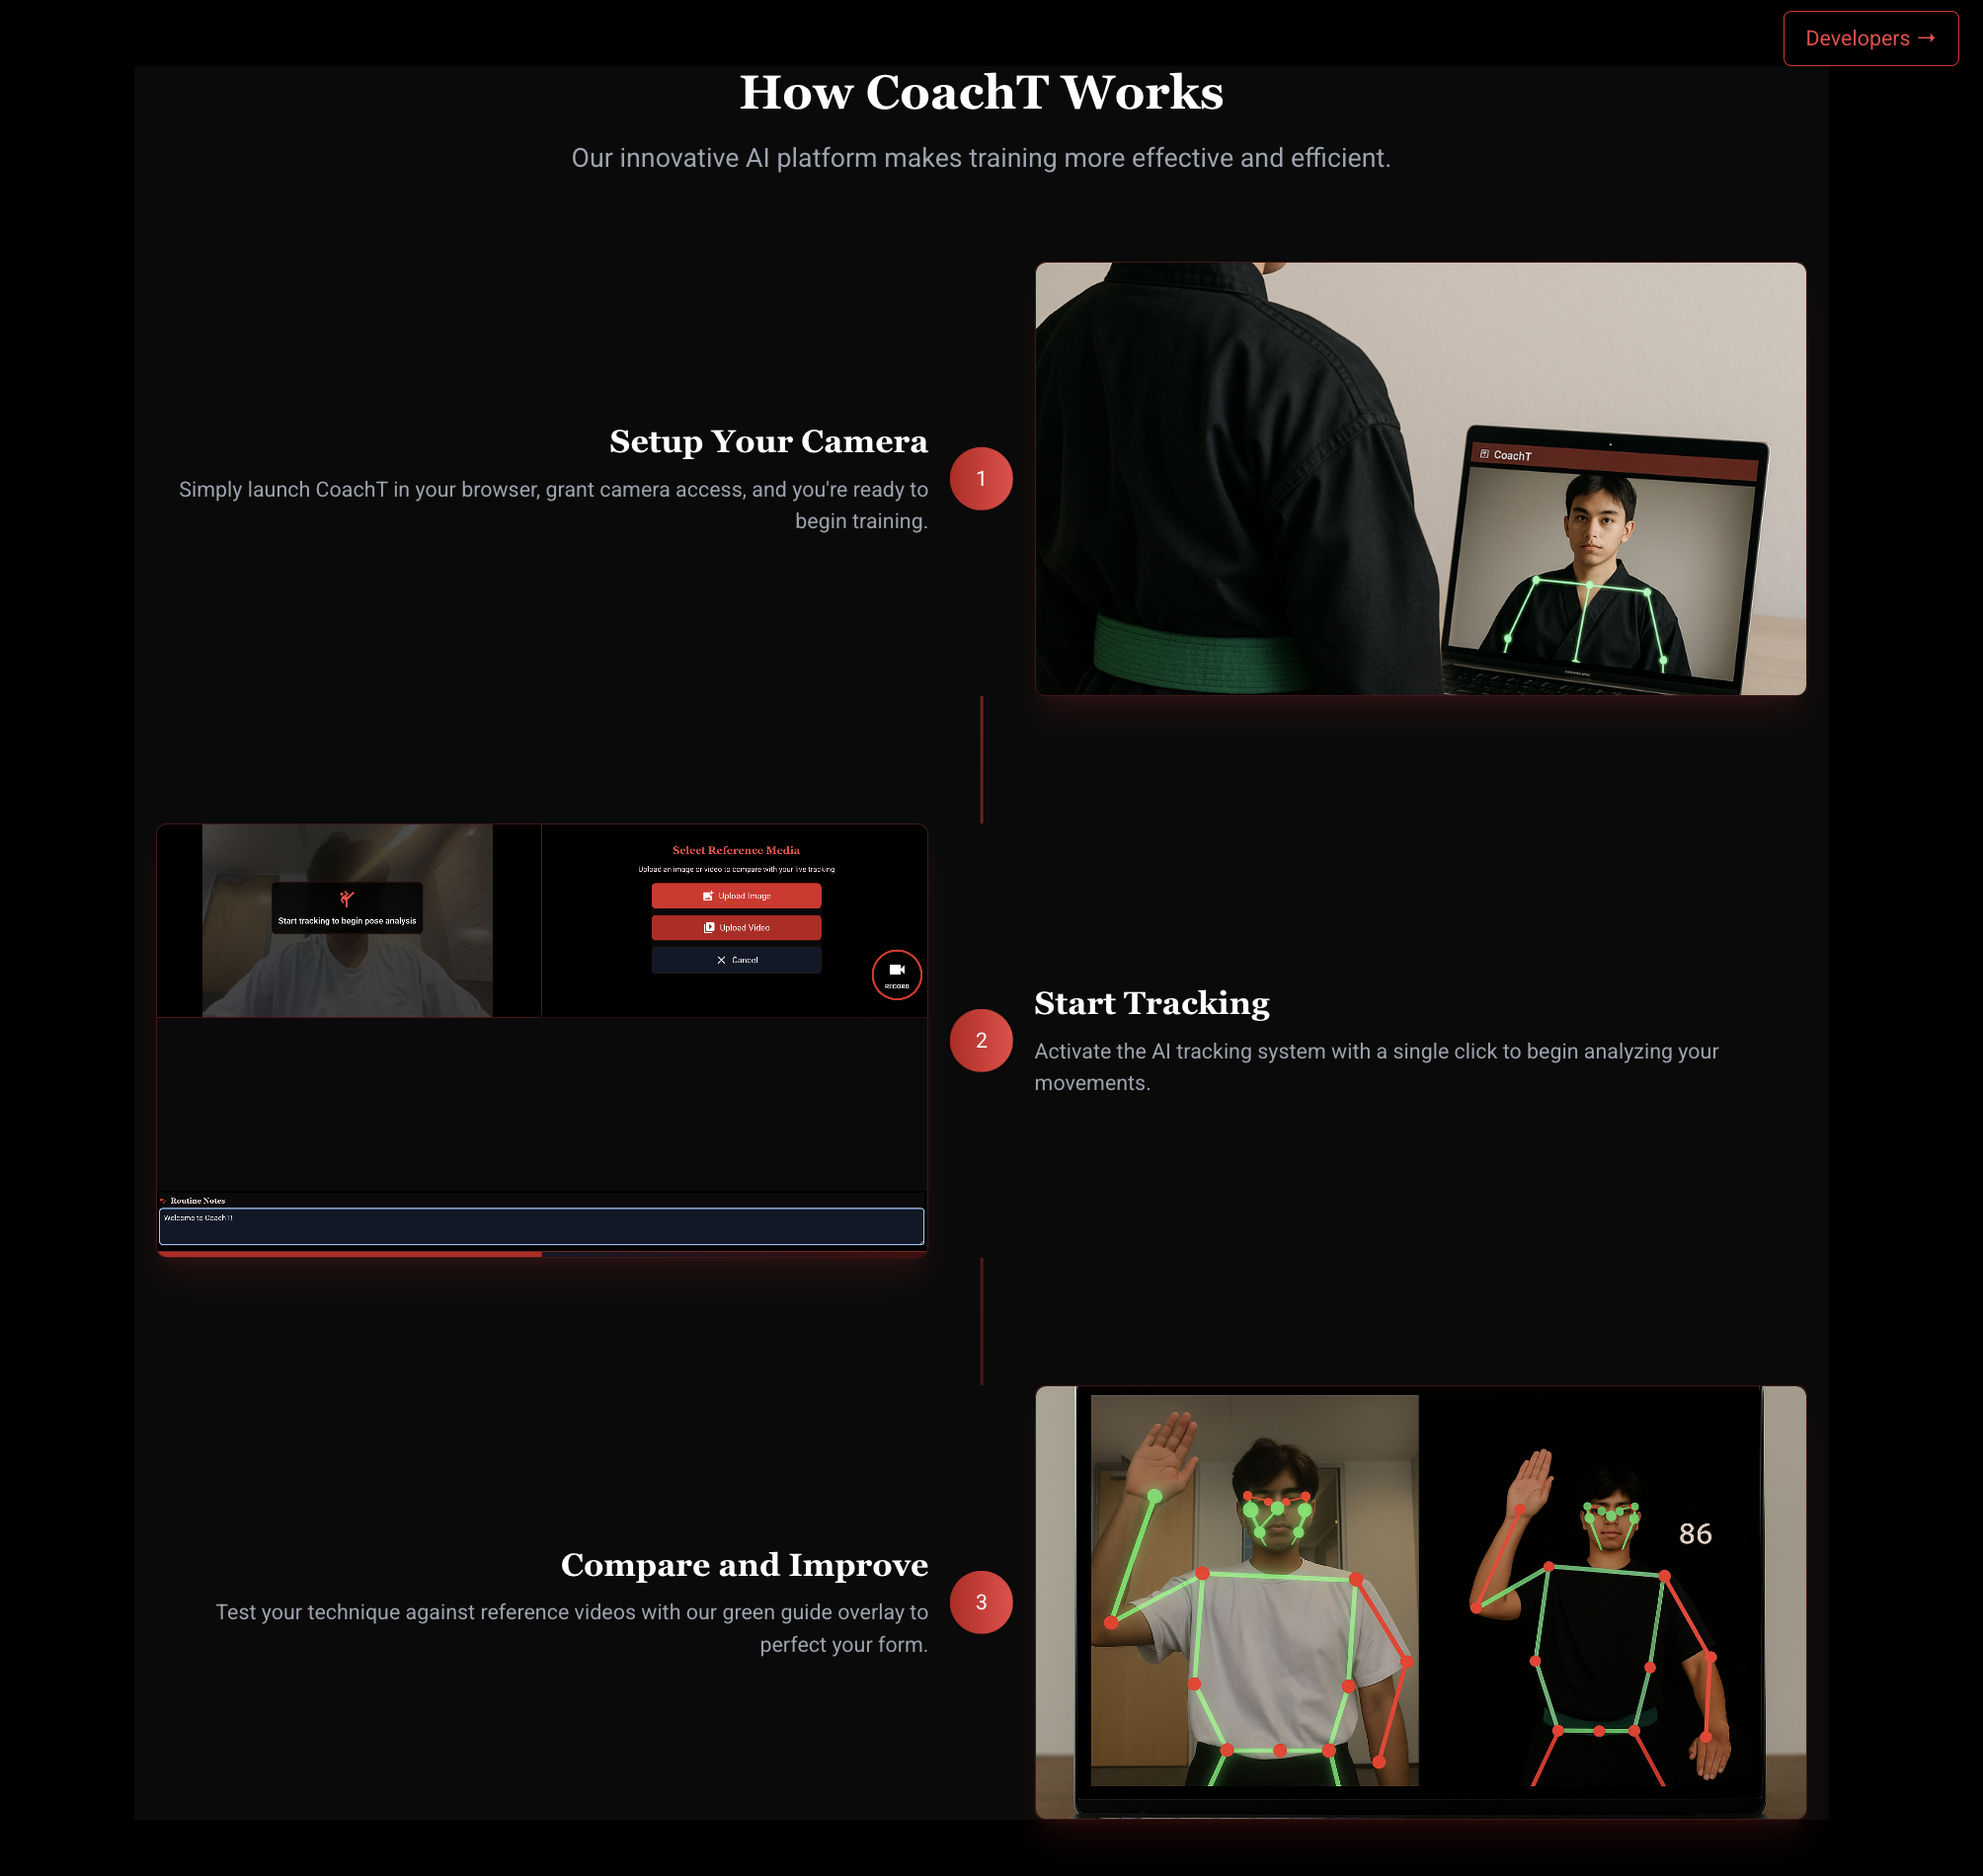 Developers →
How CoachT Works
Our innovative AI platform makes training more effective and efficient.
Setup Your Camera
Simply launch CoachT in your browser, grant camera access, and you're ready to
begin training.
1
CoachT
Start tracking to begin pose analysis
Select Reference Media
Upload an image or video to compare with your live tracking
Upload Image
Upload Video
Cancel
RECORD
Routine Notes
Welcome to CoachT!
2
Start Tracking
Activate the AI tracking system with a single click to begin analyzing your
movements.
Compare and Improve
Test your technique against reference videos with our green guide overlay to
perfect your form.
3
86